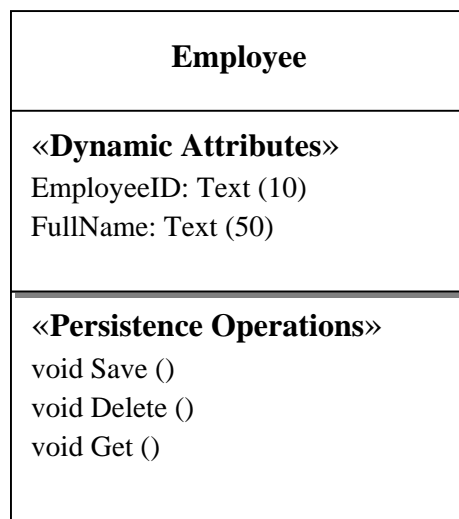 Employee
«Dynamic Attributes»
EmployeeID: Text (10)
FullName: Text (50)
«Persistence Operations»
void Save ()
void Delete ()
void Get ()